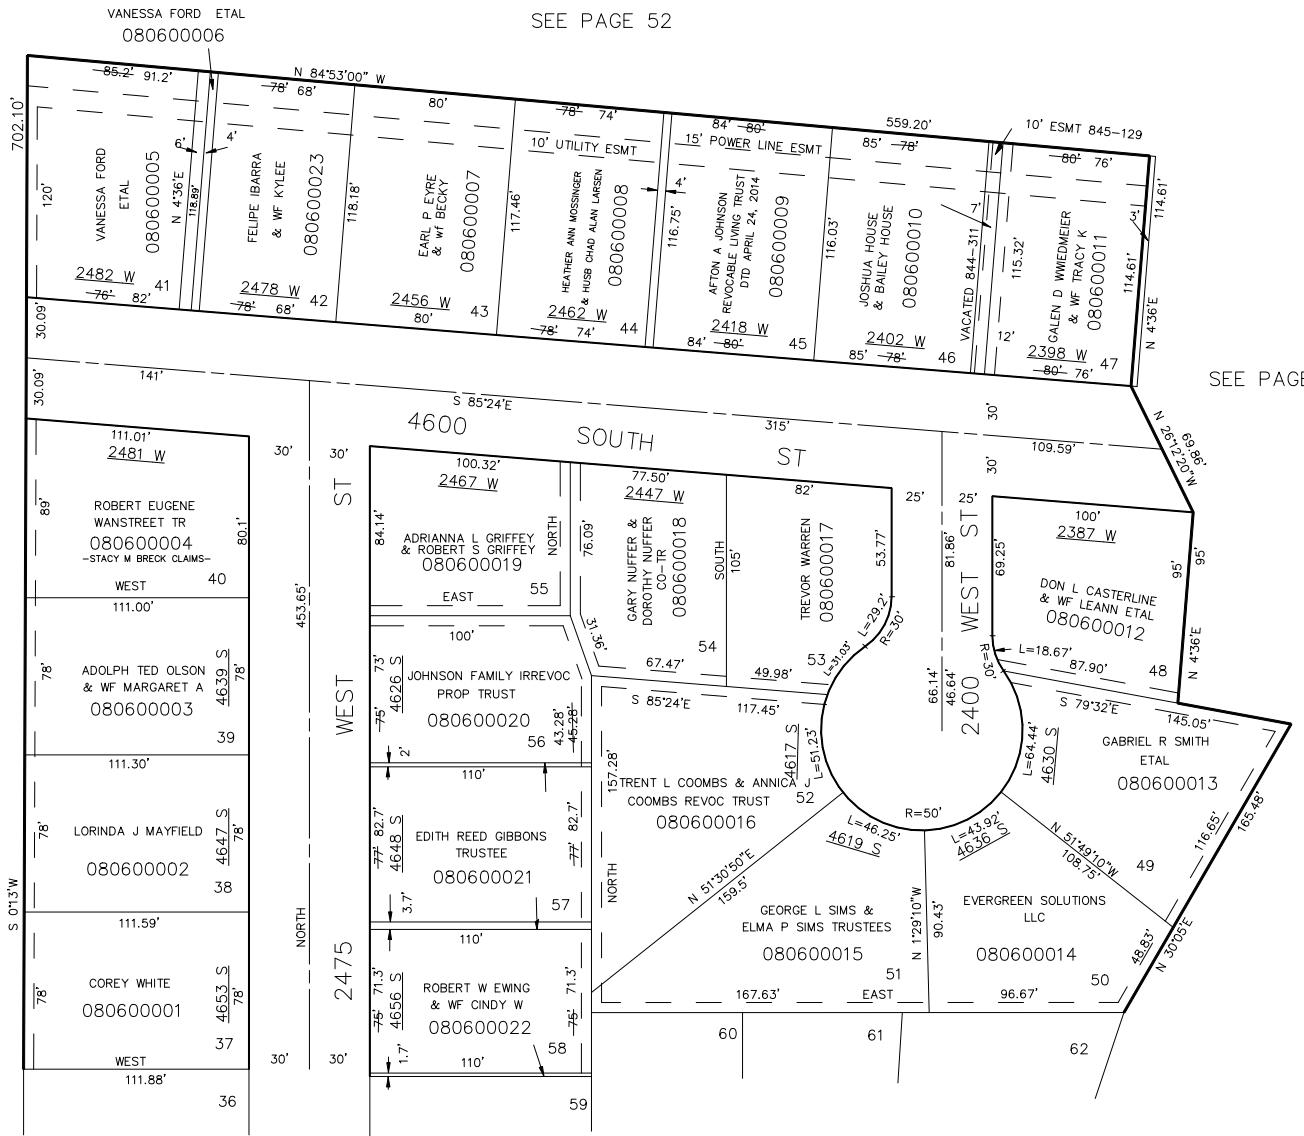 VANESSA FORD ETAL
080600006
SEE PAGE 52
N 84°53'00" W
702.10'
559.20'
85.2' 91.2'
78' 68'
80'
78' 74'
84' 80'
85' 78'
80' 76'
10' ESMT 845-129
10' UTILITY ESMT
15' POWER LINE ESMT
120'
VANESSA FORD
ETAL
080600005
N 4°36'E
118.89'
6'
4'
2482 W
41
76' 82'
FELIPE IBARRA
& WF KYLEE
080600023
118.18'
2478 W
42
78' 68'
EARL P EYRE
& wf BECKY
080600007
117.46'
2456 W
43
80'
HEATHER ANN MOSSINGER
& HUSB CHAD ALAN LARSEN
080600008
4'
116.75'
2462 W
44
78' 74'
AFTON A JOHNSON
REVOCABLE LIVING TRUST
DTD APRIL 24, 2014
080600009
116.03'
2418 W
45
84' 80'
JOSHUA HOUSE
& BAILEY HOUSE
080600010
7'
VACATED 844-311
115.32'
12'
2402 W
46
85' 78'
GALEN D WWIEDMEIER
& WF TRACY K
080600011
3'
114.61'
114.61'
N 4°36'E
2398 W
47
80' 76'
SEE PAGE
30.09'
30.09'
141'
S 85°24'E
315'
109.59'
4600 SOUTH ST
30'
30'
N 26°12'20"W
69.86'
111.01'
2481 W
89'
ROBERT EUGENE
WANSTREET TR
080600004
-STACY M BRECK CLAIMS-
80.1'
WEST
40
111.00'
78'
ADOLPH TED OLSON
& WF MARGARET A
080600003
4639 S
78'
39
111.30'
78'
LORINDA J MAYFIELD
080600002
4647 S
78'
38
111.59'
78'
COREY WHITE
080600001
4653 S
78'
37
WEST
111.88'
36
S 0°13'W
30' 30'
453.65'
NORTH
2475 WEST ST
30' 30'
100.32'
2467 W
84.14'
ADRIANNA L GRIFFEY
& ROBERT S GRIFFEY
080600019
NORTH
EAST
55
100'
73'
75'
4626 S
JOHNSON FAMILY IRREVOC
PROP TRUST
080600020
43.28'
45.28'
56
2'
110'
82.7'
77'
4648 S
EDITH REED GIBBONS
TRUSTEE
080600021
82.7'
77'
57
3.7'
110'
71.3'
75'
4656 S
ROBERT W EWING
& WF CINDY W
080600022
71.3'
75'
58
1.7'
110'
59
77.50'
2447 W
76.09'
GARY NUFFER &
DOROTHY NUFFER
CO-TR
080600018
31.36'
54
67.47'
SOUTH
105'
82'
TREVOR WARREN
080600017
53.77'
L=29.2'
R=30'
L=31.03'
53
49.98'
25' 25'
81.86'
66.14'
46.64'
2400 WEST ST
69.25'
100'
2387 W
95'
95'
DON L CASTERLINE
& WF LEANN ETAL
080600012
R=30'
L=18.67'
87.90'
48
N 4°36'E
S 79°32'E
145.05'
S 85°24'E
117.45'
157.28'
4617 S
L=51.23'
TRENT L COOMBS & ANNICA J
COOMBS REVOC TRUST
52
080600016
NORTH
N 51°30'50"E
159.5'
R=50'
L=46.25'
4619 S
L=43.92'
4636 S
L=64.44'
4630 S
GABRIEL R SMITH
ETAL
080600013
49
N 51°49'10"W
108.75'
116.65'
165.48'
GEORGE L SIMS &
ELMA P SIMS TRUSTEES
080600015
51
167.63'
EAST
N 1°29'10"W
90.43'
EVERGREEN SOLUTIONS
LLC
080600014
50
96.67'
48.83'
N 30°05'E
60
61
62